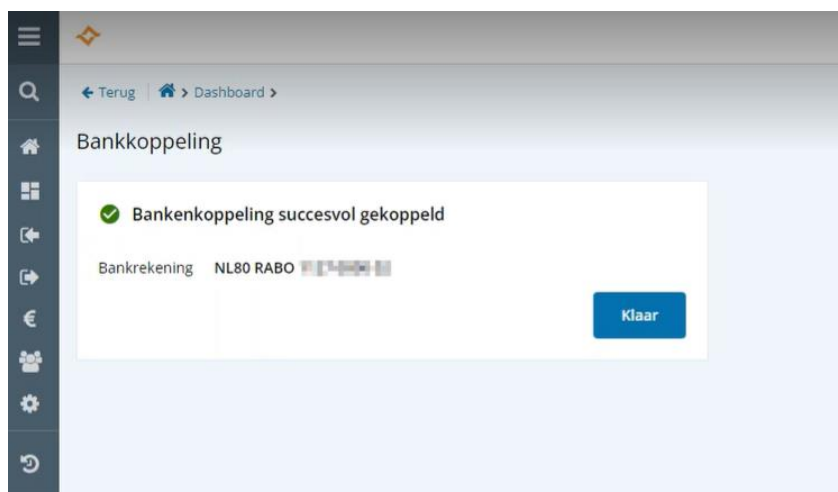 Terug > Dashboard >
Bankkoppeling
Bankenkoppeling succesvol gekoppeld
Bankrekening NL80 RABO
Klaar